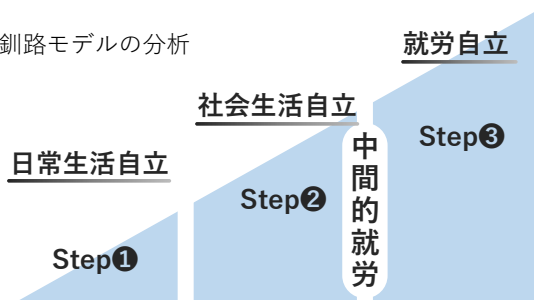 釧路モデルの分析
就労自立
社会生活自立
日常生活自立
Step❸
Step❷
Step❶
中間的就労